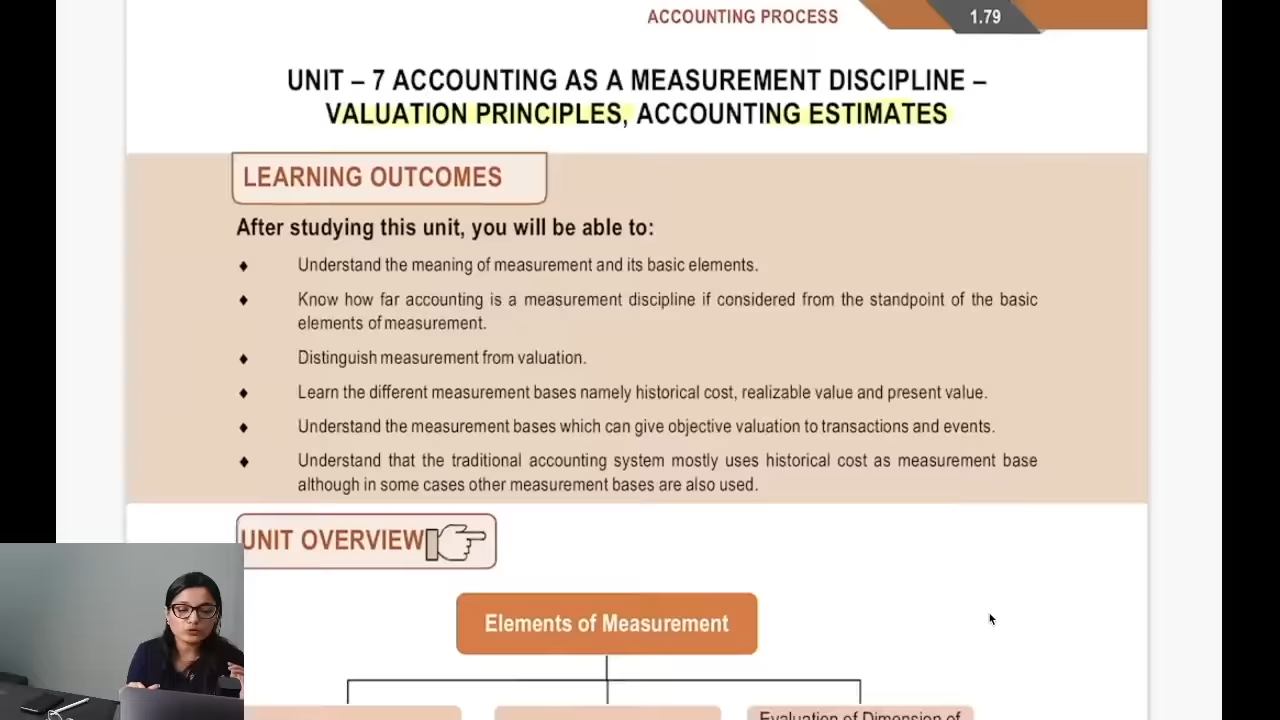 ACCOUNTING PROCESS
1.79
UNIT – 7 ACCOUNTING AS A MEASUREMENT DISCIPLINE –
VALUATION PRINCIPLES, ACCOUNTING ESTIMATES
LEARNING OUTCOMES
After studying this unit, you will be able to:
♦ Understand the meaning of measurement and its basic elements.
♦ Know how far accounting is a measurement discipline if considered from the standpoint of the basic
elements of measurement.
♦ Distinguish measurement from valuation.
♦ Learn the different measurement bases namely historical cost, realizable value and present value.
♦ Understand the measurement bases which can give objective valuation to transactions and events.
♦ Understand that the traditional accounting system mostly uses historical cost as measurement base
although in some cases other measurement bases are also used.
UNIT OVERVIEW
Elements of Measurement
Evaluation of Dimension of